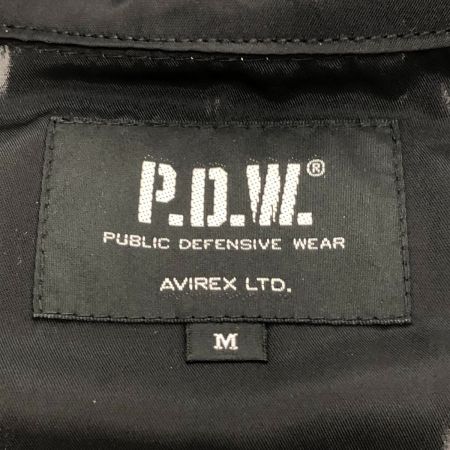 P.D.W.®
PUBLIC DEFENSIVE WEAR
AVIREX LTD.
M